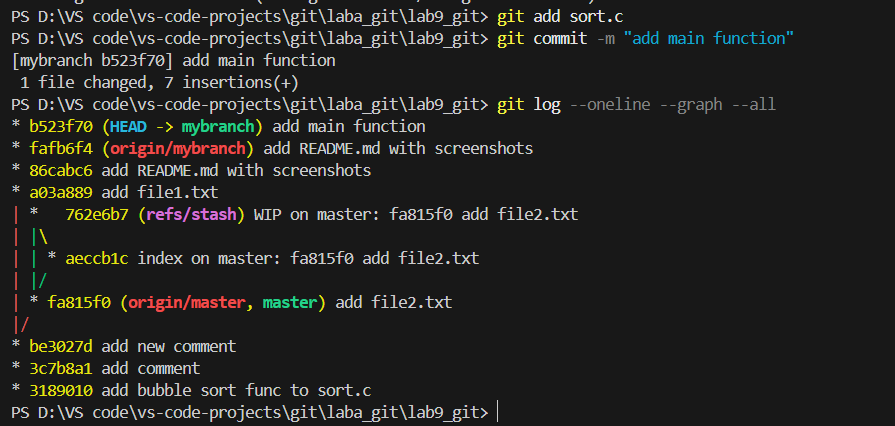 PS D:\VS code\vs-code-projects\git\laba_git\lab9_git> git add sort.c
PS D:\VS code\vs-code-projects\git\laba_git\lab9_git> git commit -m "add main function"
[mybranch b523f70] add main function
 1 file changed, 7 insertions(+)
PS D:\VS code\vs-code-projects\git\laba_git\lab9_git> git log --oneline --graph --all
* b523f70 (HEAD -> mybranch) add main function
* fafb6f4 (origin/mybranch) add README.md with screenshots
* 86cabc6 add README.md with screenshots
* a03a889 add file1.txt
| *   762e6b7 (refs/stash) WIP on master: fa815f0 add file2.txt
| |\
| | * aeccb1c index on master: fa815f0 add file2.txt
| |/
| * fa815f0 (origin/master, master) add file2.txt
|/
* be3027d add new comment
* 3c7b8a1 add comment
* 3189010 add bubble sort func to sort.c
PS D:\VS code\vs-code-projects\git\laba_git\lab9_git>